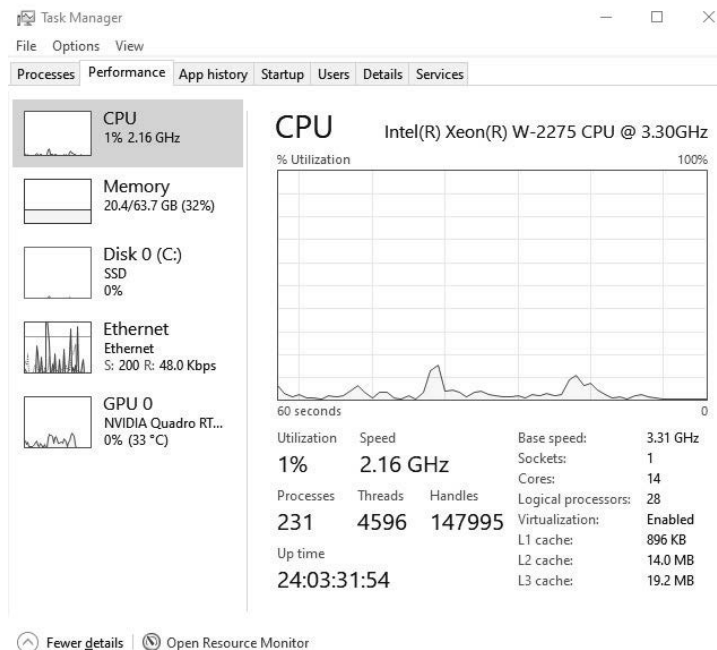 Task Manager
File Options View
Processes Performance App history Startup Users Details Services
CPU
1% 2.16 GHz
Memory
20.4/63.7 GB (32%)
Disk 0 (C:)
SSD
0%
Ethernet
Ethernet
S: 200 R: 48.0 Kbps
GPU 0
NVIDIA Quadro RT...
0% (33 °C)
CPU Intel(R) Xeon(R) W-2275 CPU @ 3.30GHz
% Utilization 100%
60 seconds 0
Utilization Speed
1% 2.16 GHz
Processes Threads Handles
231 4596 147995
Up time
24:03:31:54
Base speed: 3.31 GHz
Sockets: 1
Cores: 14
Logical processors: 28
Virtualization: Enabled
L1 cache: 896 KB
L2 cache: 14.0 MB
L3 cache: 19.2 MB
Fewer details Open Resource Monitor